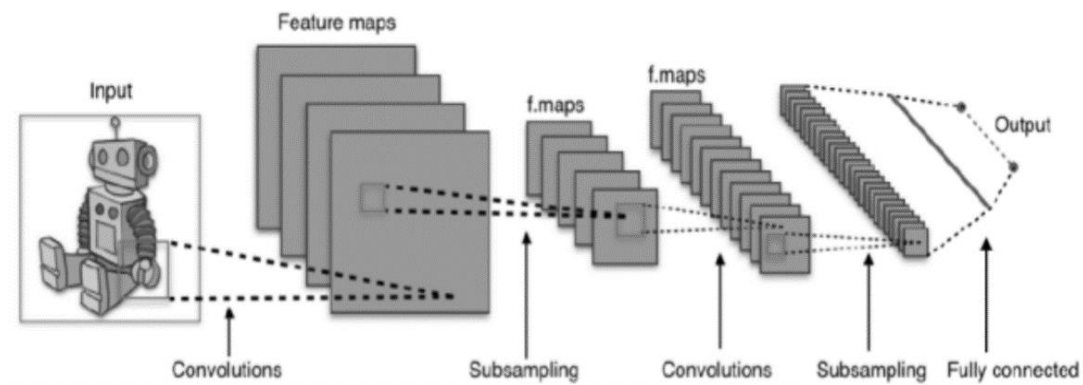 Feature maps
f.maps
Input
f.maps
Output
Convolutions
Subsampling
Convolutions
Subsampling
Fully connected